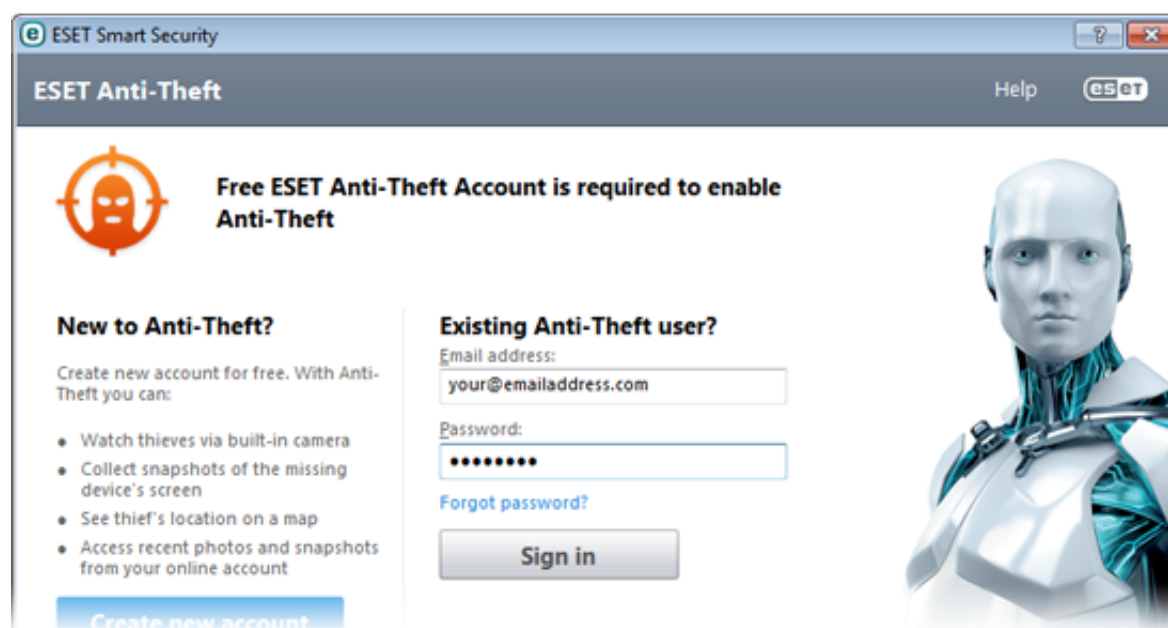 ESET Smart Security
?
ESET Anti-Theft
Help
eseT
Free ESET Anti-Theft Account is required to enable
Anti-Theft
New to Anti-Theft?
Create new account for free. With Anti-
Theft you can:
• Watch thieves via built-in camera
• Collect snapshots of the missing
device's screen
• See thief's location on a map
• Access recent photos and snapshots
from your online account
Create new account
Existing Anti-Theft user?
Email address:
your@emailaddress.com
Password:
••••••••
Forgot password?
Sign in